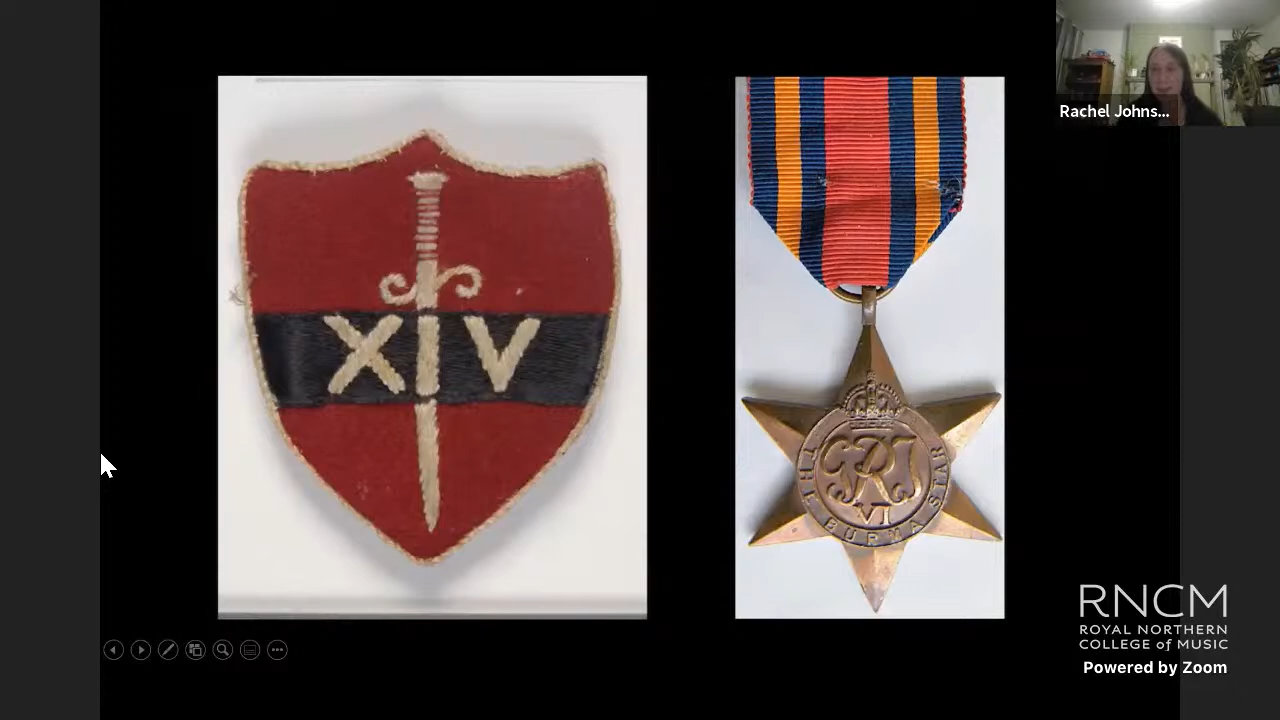 Rachel Johns...
XIV
GRI
VI
THE BURMA STAR
RNCM
ROYAL NORTHERN
COLLEGE of MUSIC
Powered by Zoom